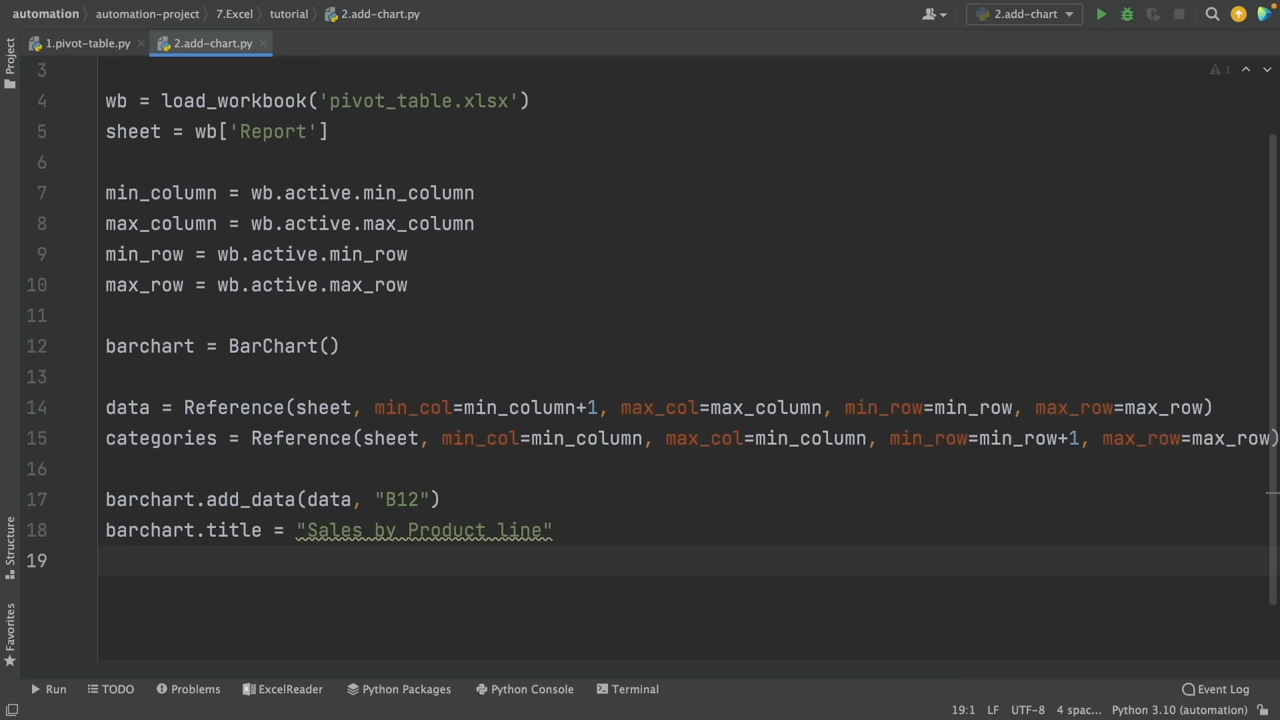 automation automation-project 7.Excel tutorial 2.add-chart.py 2.add-chart
1.pivot-table.py 2.add-chart.py
Project
3 1
4 wb = load_workbook('pivot_table.xlsx')
5 sheet = wb['Report']
6
7 min_column = wb.active.min_column
8 max_column = wb.active.max_column
9 min_row = wb.active.min_row
10 max_row = wb.active.max_row
11
12 barchart = BarChart()
13
14 data = Reference(sheet, min_col=min_column+1, max_col=max_column, min_row=min_row, max_row=max_row)
15 categories = Reference(sheet, min_col=min_column, max_col=min_column, min_row=min_row+1, max_row=max_row)
16
17 barchart.add_data(data, "B12")
18 barchart.title = "Sales by Product line"
19
Structure
Favorites
Run TODO Problems ExcelReader Python Packages Python Console Terminal Event Log
19:1 LF UTF-8 4 spac... Python 3.10 (automation)